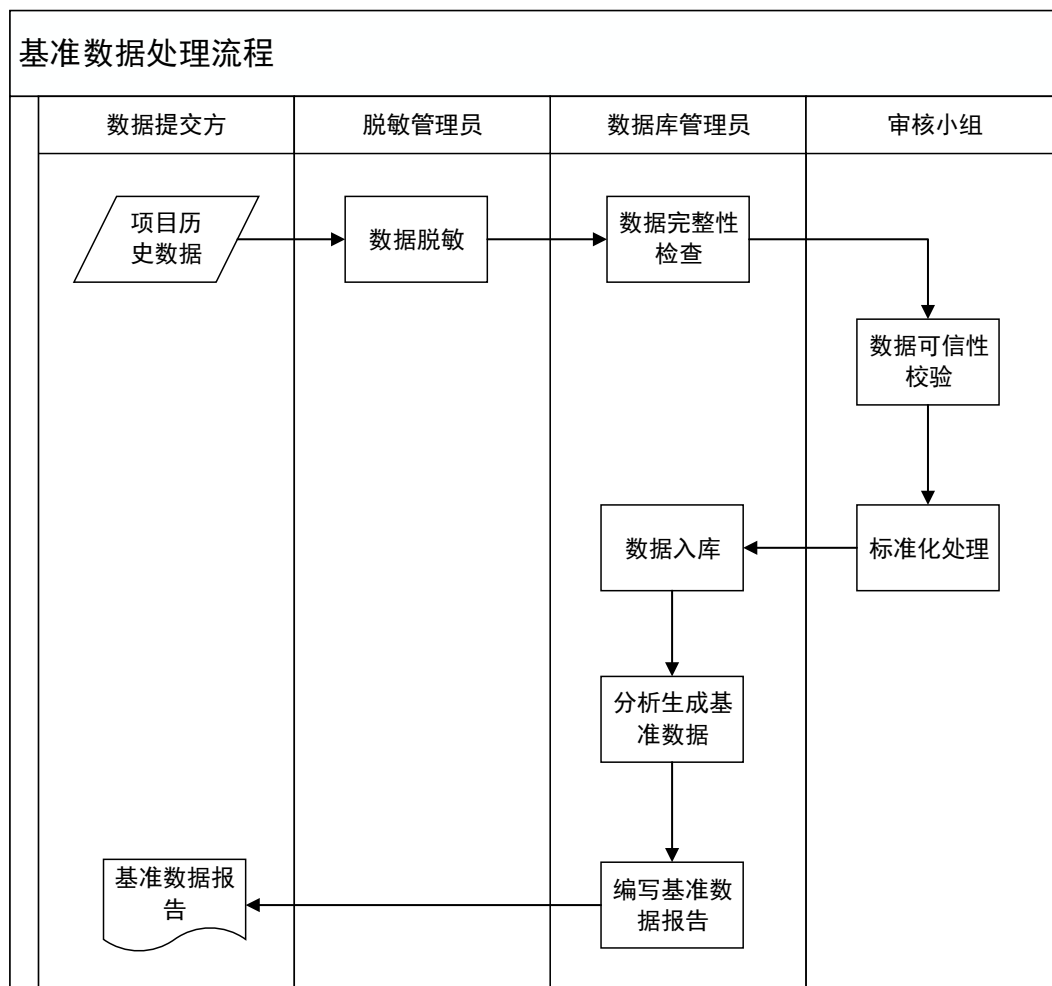 基准数据处理流程
数据提交方
脱敏管理员
数据库管理员
审核小组
项目历
史数据
数据脱敏
数据完整性
检查
数据可信性
校验
数据入库
标准化处理
分析生成基
准数据
基准数据报
告
编写基准数
据报告